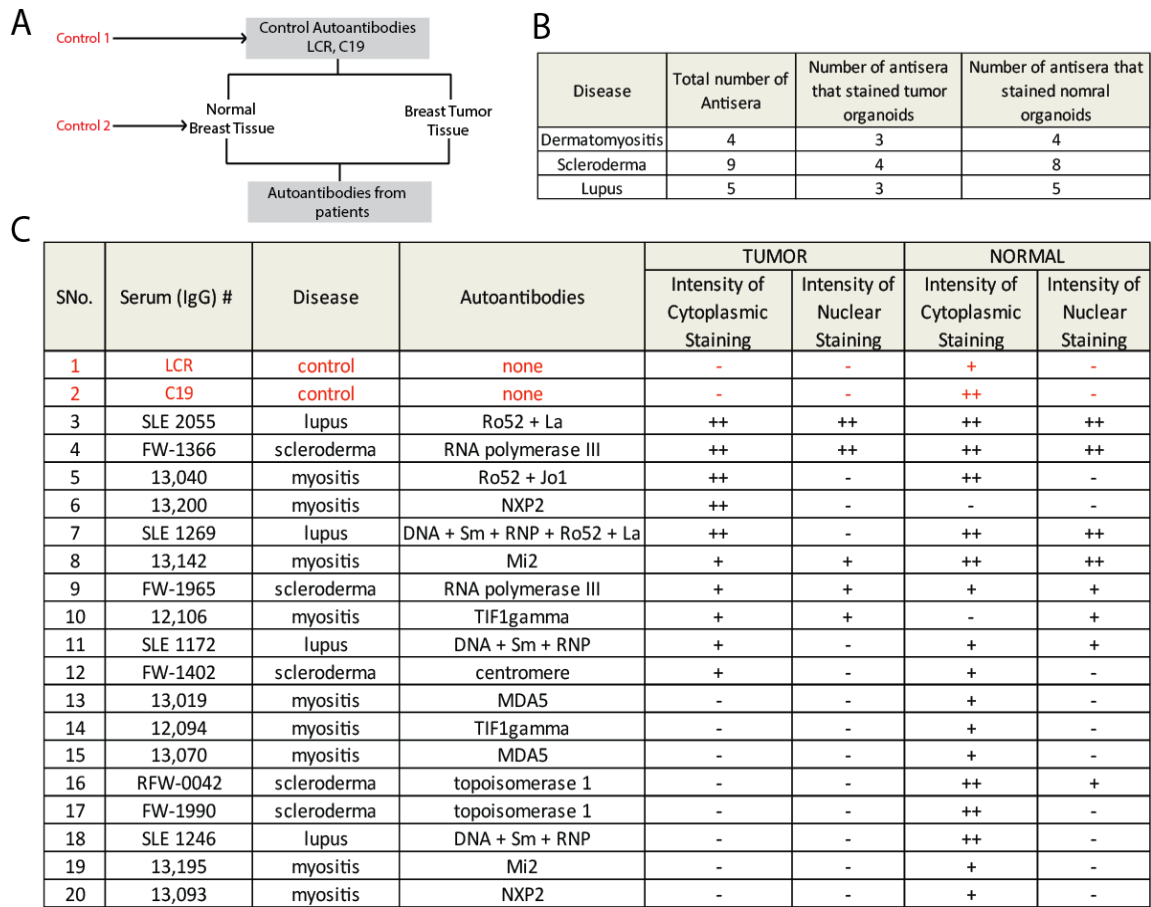 A
Control 1
Control Autoantibodies
LCR, C19
Control 2
Normal
Breast Tissue
Breast Tumor
Tissue
Autoantibodies from
patients
B
Disease | Total number of Antisera | Number of antisera that stained tumor organoids | Number of antisera that stained nomral organoids
Dermatomyositis | 4 | 3 | 4
Scleroderma | 9 | 4 | 8
Lupus | 5 | 3 | 5
C
SNo. | Serum (IgG) # | Disease | Autoantibodies | TUMOR | NORMAL
Intensity of Cytoplasmic Staining | Intensity of Nuclear Staining | Intensity of Cytoplasmic Staining | Intensity of Nuclear Staining
1 | LCR | control | none | - | - | + | -
2 | C19 | control | none | - | - | ++ | -
3 | SLE 2055 | lupus | Ro52 + La | ++ | ++ | ++ | ++
4 | FW-1366 | scleroderma | RNA polymerase III | ++ | ++ | ++ | ++
5 | 13,040 | myositis | Ro52 + Jo1 | ++ | - | ++ | -
6 | 13,200 | myositis | NXP2 | ++ | - | - | -
7 | SLE 1269 | lupus | DNA + Sm + RNP + Ro52 + La | ++ | - | ++ | ++
8 | 13,142 | myositis | Mi2 | + | + | ++ | ++
9 | FW-1965 | scleroderma | RNA polymerase III | + | + | + | +
10 | 12,106 | myositis | TIF1gamma | + | + | - | +
11 | SLE 1172 | lupus | DNA + Sm + RNP | + | - | + | +
12 | FW-1402 | scleroderma | centromere | + | - | + | -
13 | 13,019 | myositis | MDA5 | - | - | + | -
14 | 12,094 | myositis | TIF1gamma | - | - | + | -
15 | 13,070 | myositis | MDA5 | - | - | + | -
16 | RFW-0042 | scleroderma | topoisomerase 1 | - | - | ++ | +
17 | FW-1990 | scleroderma | topoisomerase 1 | - | - | ++ | -
18 | SLE 1246 | lupus | DNA + Sm + RNP | - | - | ++ | -
19 | 13,195 | myositis | Mi2 | - | - | + | -
20 | 13,093 | myositis | NXP2 | - | - | + | -